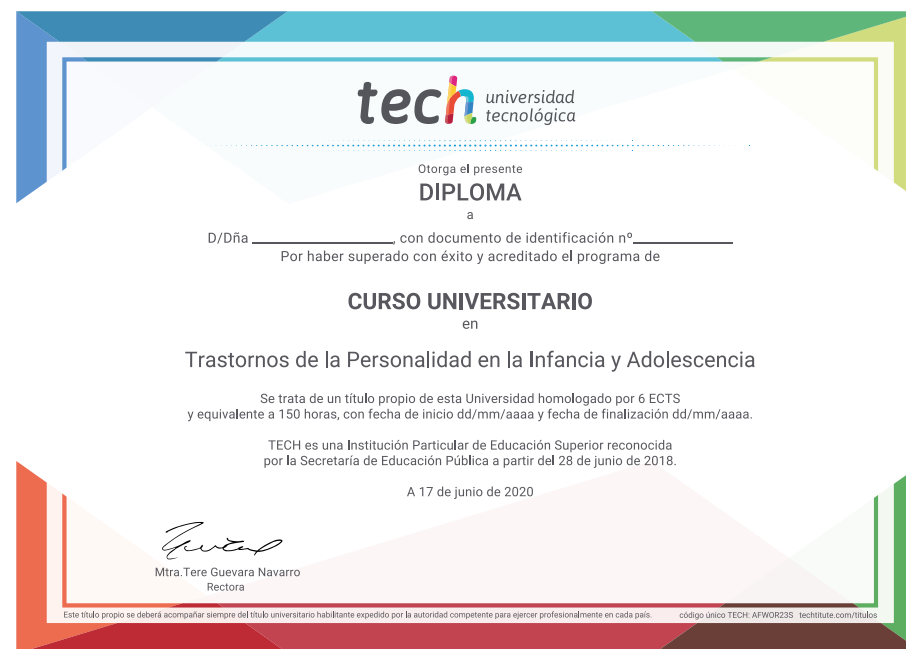 tech universidad
tecnológica
Otorga el presente
DIPLOMA
a
D/Dña ____________________, con documento de identificación nº______________
Por haber superado con éxito y acreditado el programa de
CURSO UNIVERSITARIO
en
Trastornos de la Personalidad en la Infancia y Adolescencia
Se trata de un título propio de esta Universidad homologado por 6 ECTS
y equivalente a 150 horas, con fecha de inicio dd/mm/aaaa y fecha de finalización dd/mm/aaaa.
TECH es una Institución Particular de Educación Superior reconocida
por la Secretaría de Educación Pública a partir del 28 de junio de 2018.
A 17 de junio de 2020
Mtra.Tere Guevara Navarro
Rectora
Este título propio se deberá acompañar siempre del título universitario habilitante expedido por la autoridad competente para ejercer profesionalmente en cada país. código único TECH: AFWOR23S techtitute.com/titulos